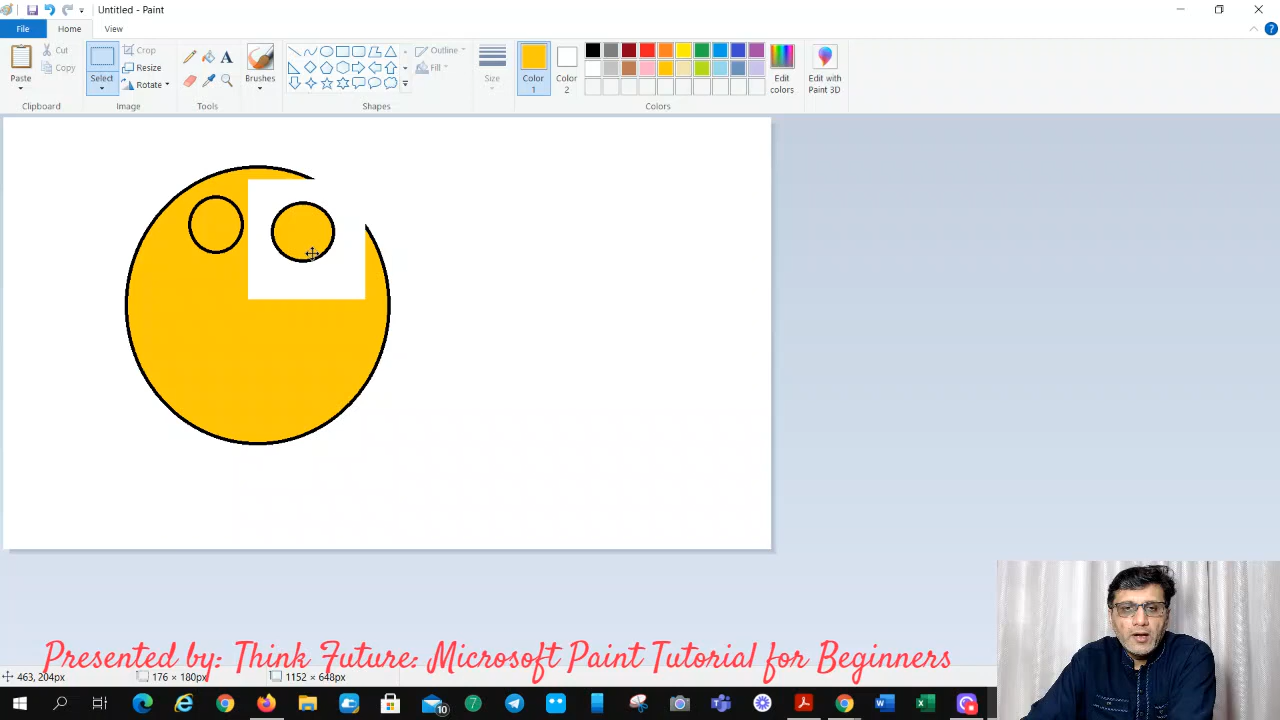 Untitled - Paint
File Home View
Paste
Cut
Copy
Clipboard
Select
Crop
Resize
Rotate
Image
A
Tools
Brushes
Outline
Fill
Shapes
Size
Color 1
Color 2
Edit colors
Colors
Edit with Paint 3D
Presented by: Think Future: Microsoft Paint Tutorial for Beginners
463, 204px
176 × 180px
1152 × 648px
10
7